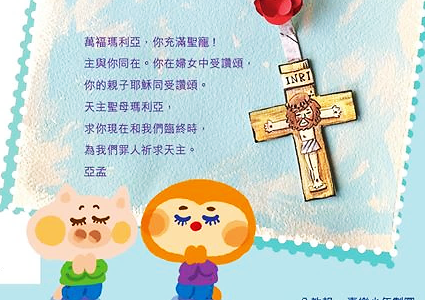 萬福瑪利亞，你充滿聖寵！
主與你同在。你在婦女中受讚頌，
你的親子耶穌同受讚頌。
天主聖母瑪利亞，
求你現在和我們臨終時，
為我們罪人祈求天主。
亞孟
INRI